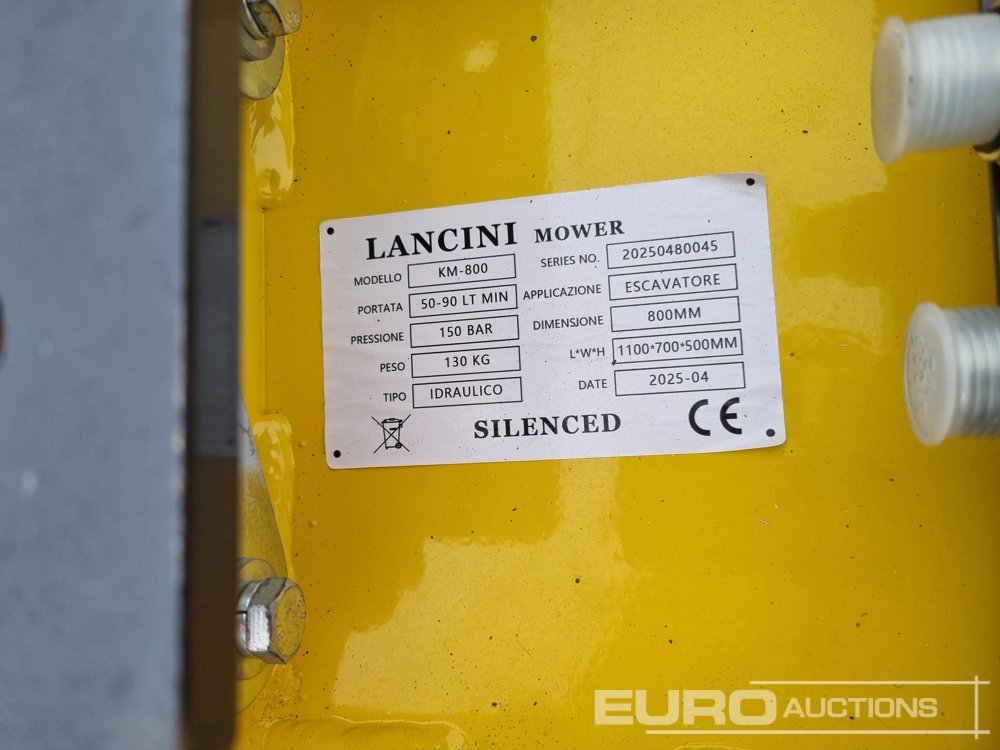 LANCINI MOWER
MODELLO KM-800
PORTATA 50-90 LT MIN
PRESSIONE 150 BAR
PESO 130 KG
TIPO IDRAULICO
SERIES NO. 20250480045
APPLICAZIONE ESCAVATORE
DIMENSJONE 800MM
L*W*H 1100*700*500MM
DATE 2025-04
SILENCED CE
EURO AUCTIONS